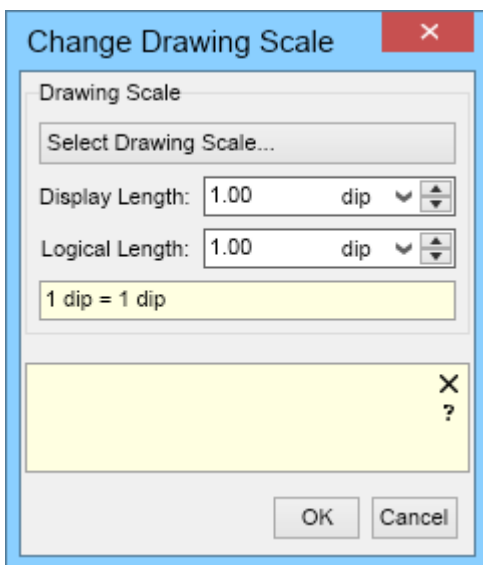 Change Drawing Scale
Drawing Scale
Select Drawing Scale...
Display Length: 1.00 dip
Logical Length: 1.00 dip
1 dip = 1 dip
?
OK Cancel